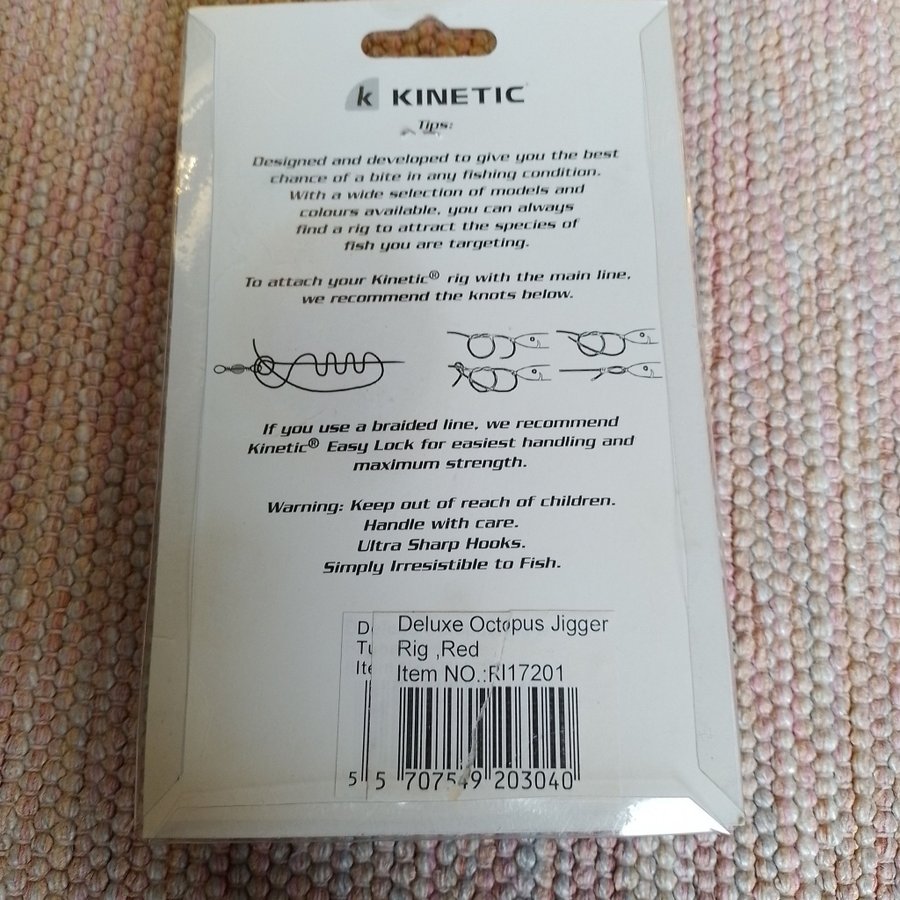 k KINETIC
Tips:
Designed and developed to give you the best
chance of a bite in any fishing condition.
With a wide selection of models and
colours available, you can always
find a rig to attract the species of
fish you are targeting.
To attach your Kinetic® rig with the main line,
we recommend the knots below.
If you use a braided line, we recommend
Kinetic® Easy Lock for easiest handling and
maximum strength.
Warning: Keep out of reach of children.
Handle with care.
Ultra Sharp Hooks.
Simply Irresistible to Fish.
Deluxe Octopus Jigger
Rig ,Red
Item NO.:RI17201
5 5 707549 203040